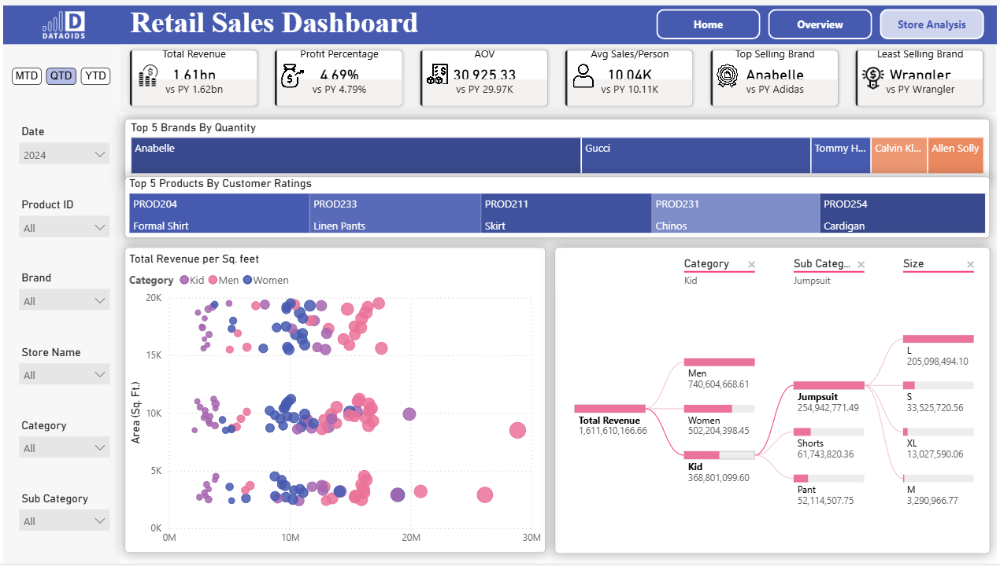 D
DATAOIDS
Retail Sales Dashboard
Home
Overview
Store Analysis
MTD
QTD
YTD
Total Revenue
1.61bn
vs PY 1.62bn
Profit Percentage
4.69%
vs PY 4.79%
AOV
30,925.33
vs PY 29.97K
Avg Sales/Person
10.04K
vs PY 10.11K
Top Selling Brand
Anabelle
vs PY Adidas
Least Selling Brand
Wrangler
vs PY Wrangler
Date
2024
Product ID
All
Brand
All
Store Name
All
Category
All
Sub Category
All
Top 5 Brands By Quantity
Anabelle
Gucci
Tommy H...
Calvin Kl...
Allen Solly
Top 5 Products By Customer Ratings
PROD204
Formal Shirt
PROD233
Linen Pants
PROD211
Skirt
PROD231
Chinos
PROD254
Cardigan
Total Revenue per Sq. feet
Category Kid Men Women
Area (Sq. Ft.)
20K
15K
10K
5K
0K
0M
10M
20M
30M
Category
Kid
Sub Categ...
Jumpsuit
Size
Total Revenue
1,611,610,166.66
Men
740,604,668.61
Women
502,204,398.45
Kid
368,801,099.60
Jumpsuit
254,942,771.49
Shorts
61,743,820.36
Pant
52,114,507.75
L
205,098,494.10
S
33,525,720.56
XL
13,027,590.06
M
3,290,966.77